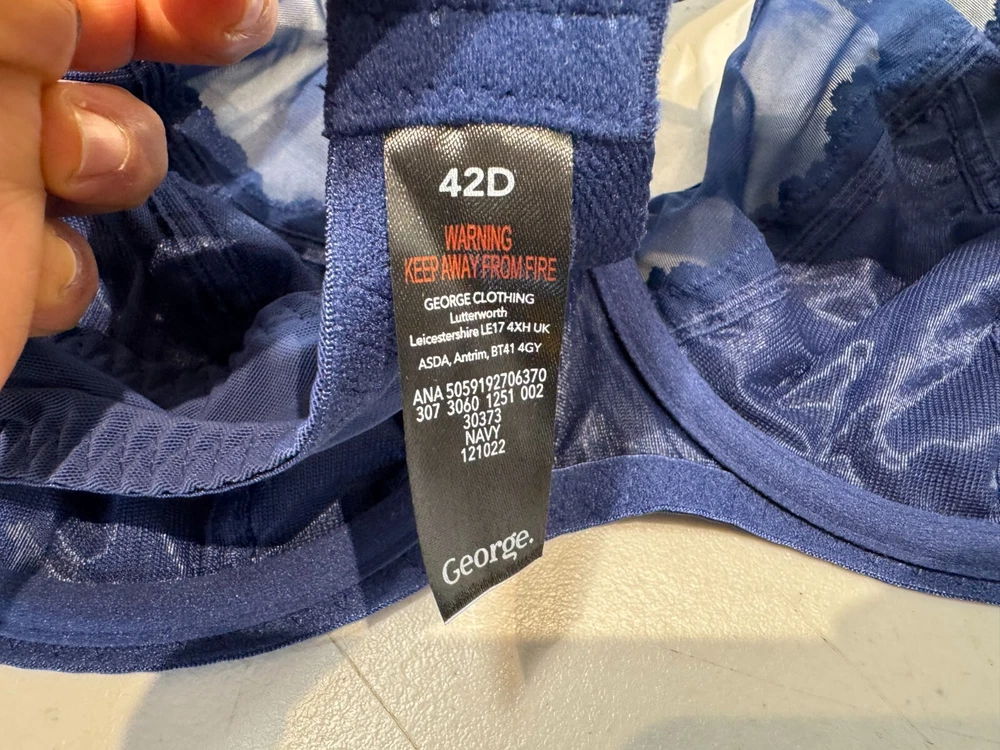 42D
WARNING
KEEP AWAY FROM FIRE
GEORGE CLOTHING
Lutterworth
Leicestershire LE17 4XH UK
ASDA, Antrim, BT41 4GY
ANA 5059192706370
307 3060 1251 002
30373
NAVY
121022
George.